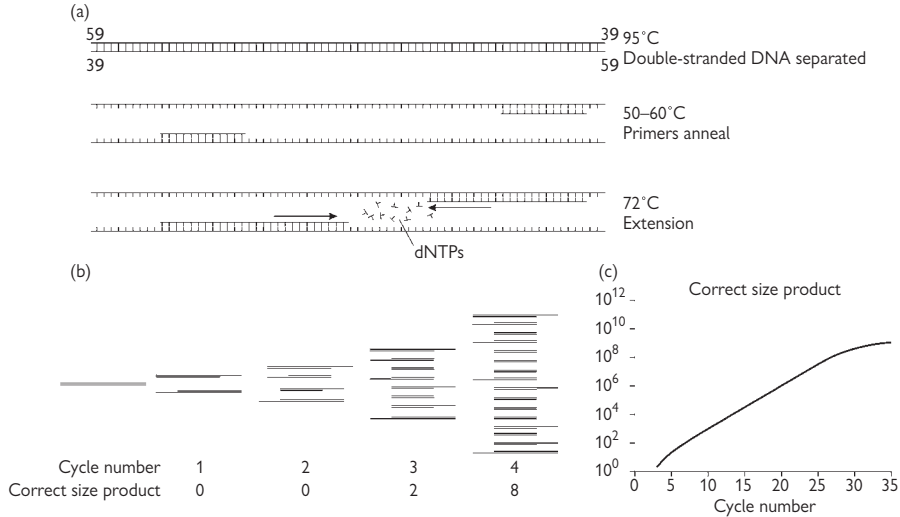 (a)
59 39 95˚C
39 59 Double-stranded DNA separated
50–60˚C
Primers anneal
72˚C
Extension
dNTPs
(b)
Cycle number 1 2 3 4
Correct size product 0 0 2 8
(c)
Correct size product
10^12
10^10
10^8
10^6
10^4
10^2
10^0
0 5 10 15 20 25 30 35
Cycle number